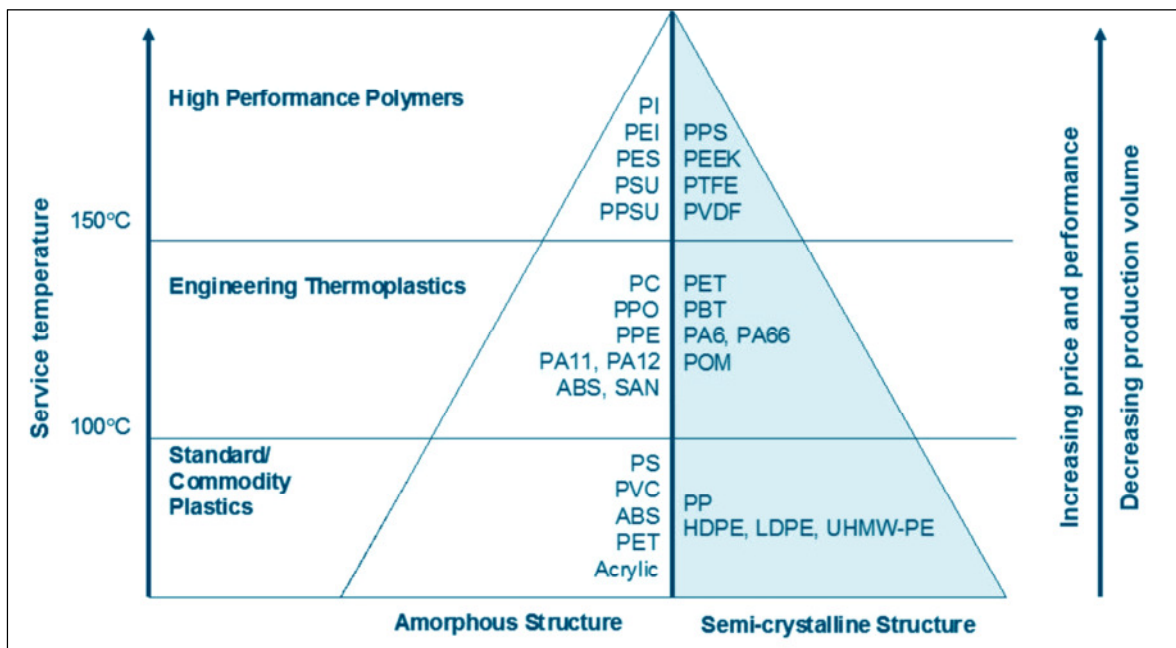 High Performance Polymers
PI
PEI
PES
PSU
PPSU
PPS
PEEK
PTFE
PVDF
150°C
Engineering Thermoplastics
PC
PPO
PPE
PA11, PA12
ABS, SAN
PET
PBT
PA6, PA66
POM
100°C
Standard/
Commodity
Plastics
PS
PVC
ABS
PET
Acrylic
PP
HDPE, LDPE, UHMW-PE
Amorphous Structure
Semi-crystalline Structure
Service temperature
Increasing price and performance
Decreasing production volume